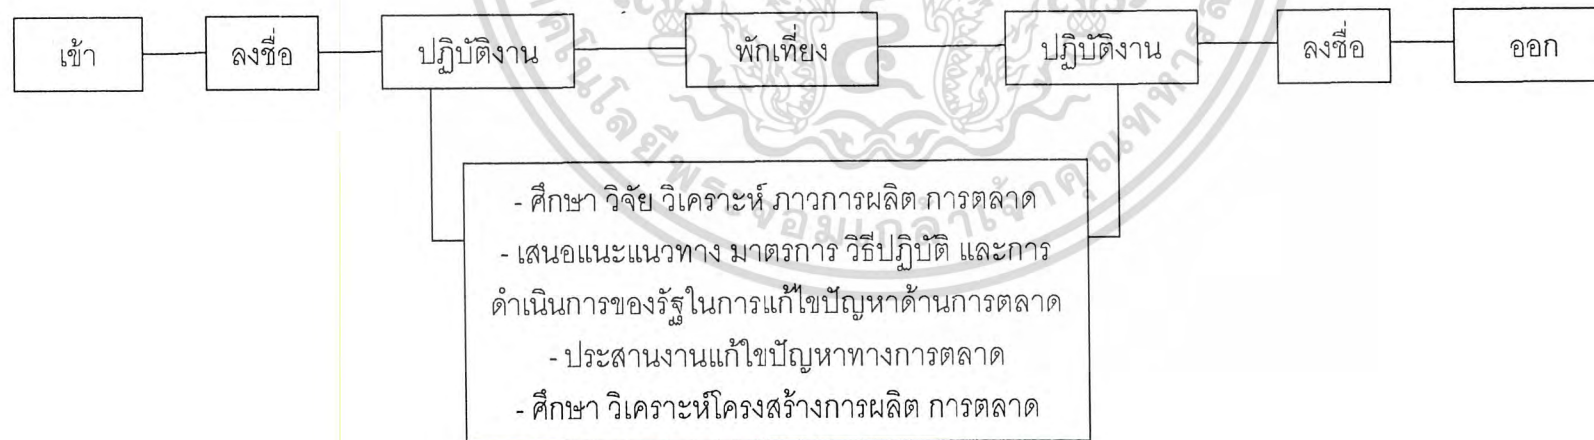 เข้า
ลงชื่อ
ปฏิบัติงาน
พักเที่ยง
ปฏิบัติงาน
ลงชื่อ
ออก
- ศึกษา วิจัย วิเคราะห์ ภาวการผลิต การตลาด
- เสนอแนะแนวทาง มาตรการ วิธีปฏิบัติ และการ
ดำเนินการของรัฐในการแก้ไขปัญหาด้านการตลาด
- ประสานงานแก้ไขปัญหาทางการตลาด
- ศึกษา วิเคราะห์โครงสร้างการผลิต การตลาด